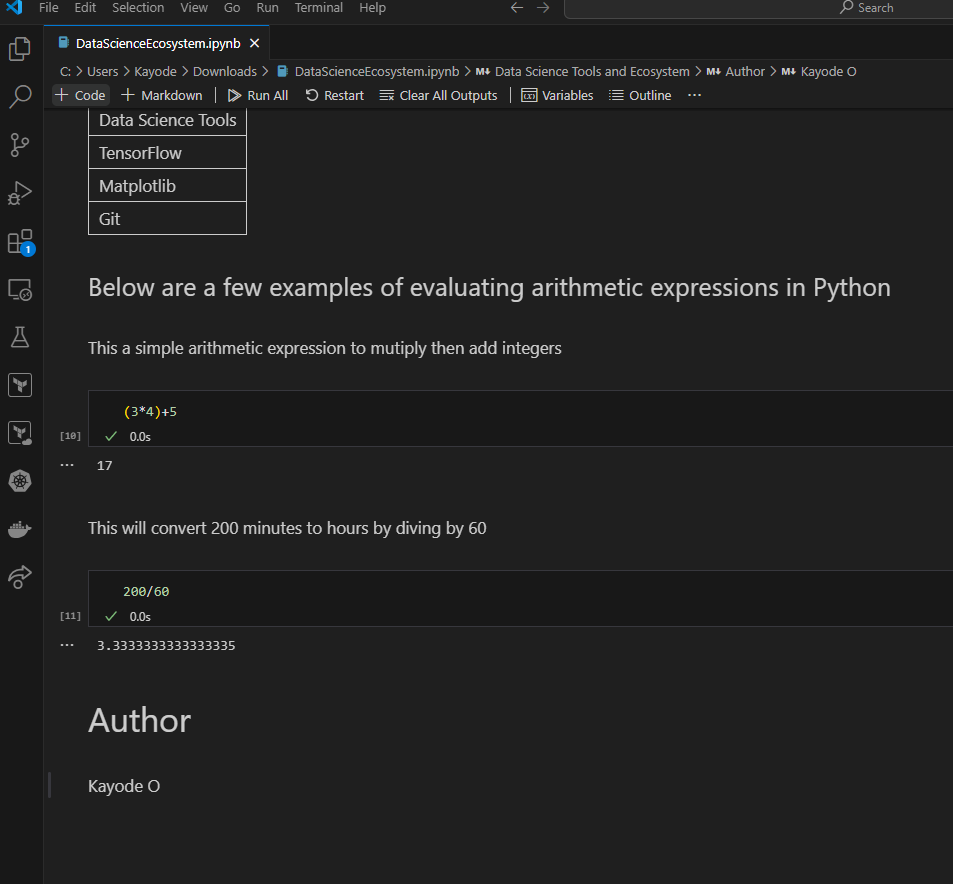 File Edit Selection View Go Run Terminal Help Search
DataScienceEcosystem.ipynb
C: > Users > Kayode > Downloads > DataScienceEcosystem.ipynb > M↓ Data Science Tools and Ecosystem > M↓ Author > M↓ Kayode O
+ Code + Markdown | Run All Restart Clear All Outputs | Variables Outline ...
Data Science Tools
TensorFlow
Matplotlib
Git
1
Below are a few examples of evaluating arithmetic expressions in Python
This a simple arithmetic expression to mutiply then add integers
(3*4)+5
[10] 0.0s
... 17
This will convert 200 minutes to hours by diving by 60
200/60
[11] 0.0s
... 3.3333333333333335
Author
Kayode O